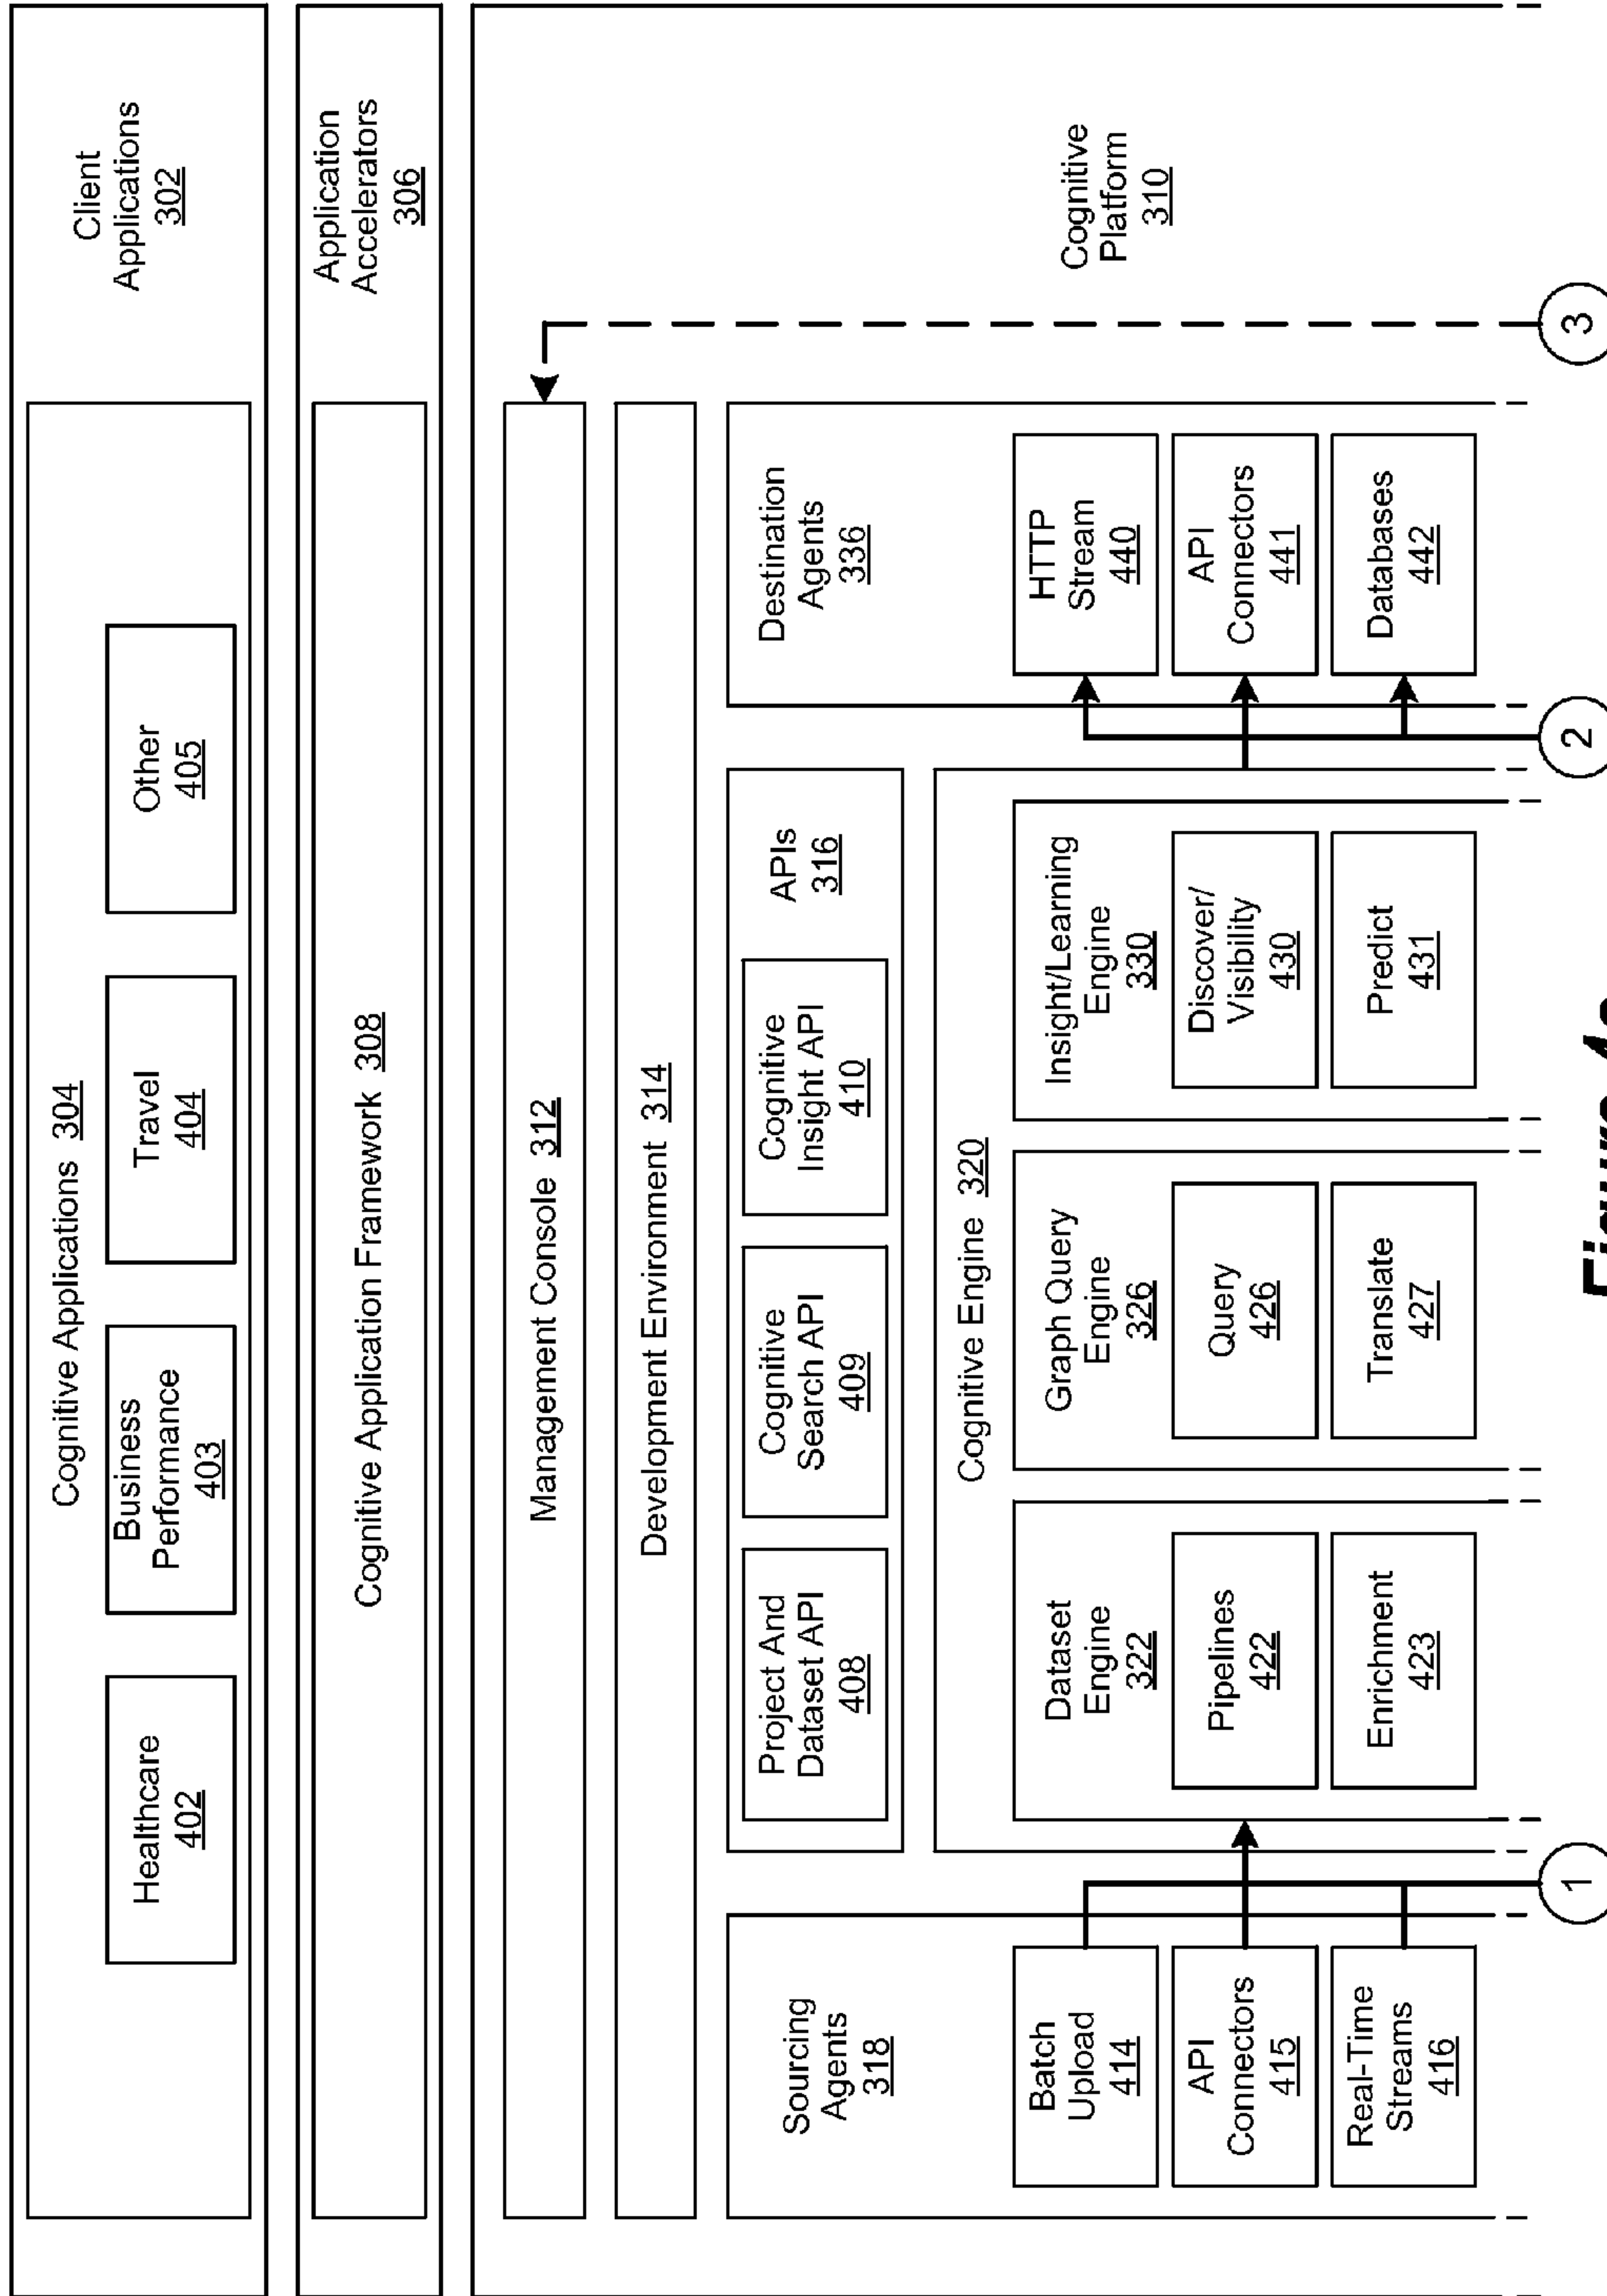 Client
Applications
302
Cognitive Applications 304
Healthcare
402
Business
Performance
403
Travel
404
Other
405
Application
Accelerators
306
Cognitive Application Framework 308
Cognitive
Platform
310
Management Console 312
Development Environment 314
Sourcing
Agents
318
Batch
Upload
414
API
Connectors
415
Real-Time
Streams
416
APIs
316
Project And
Dataset API
408
Cognitive
Search API
409
Cognitive
Insight API
410
Cognitive Engine 320
Dataset
Engine
322
Pipelines
422
Enrichment
423
Graph Query
Engine
326
Query
426
Translate
427
Insight/Learning
Engine
330
Discover/
Visibility
430
Predict
431
Destination
Agents
336
HTTP
Stream
440
API
Connectors
441
Databases
442
1
2
3
Figure